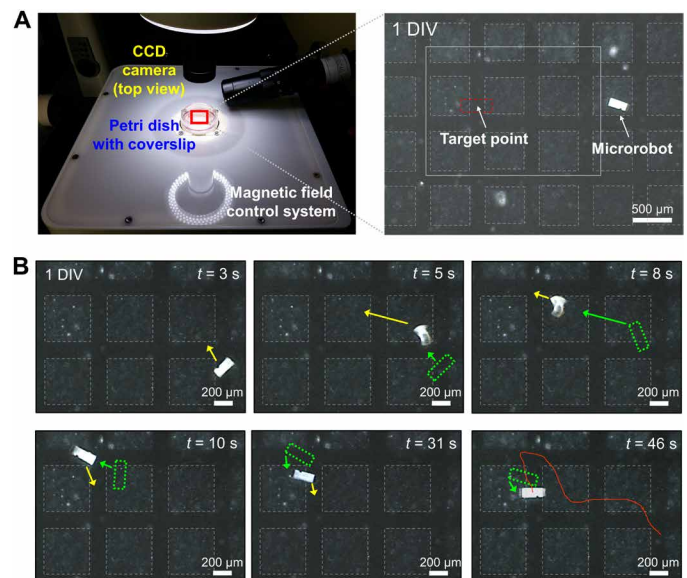 A
CCD
camera
(top view)
Petri dish
with coverslip
Magnetic field
control system
1 DIV
Target point
Microrobot
500 µm
B
1 DIV
t = 3 s
200 µm
t = 5 s
200 µm
t = 8 s
200 µm
t = 10 s
200 µm
t = 31 s
200 µm
t = 46 s
200 µm